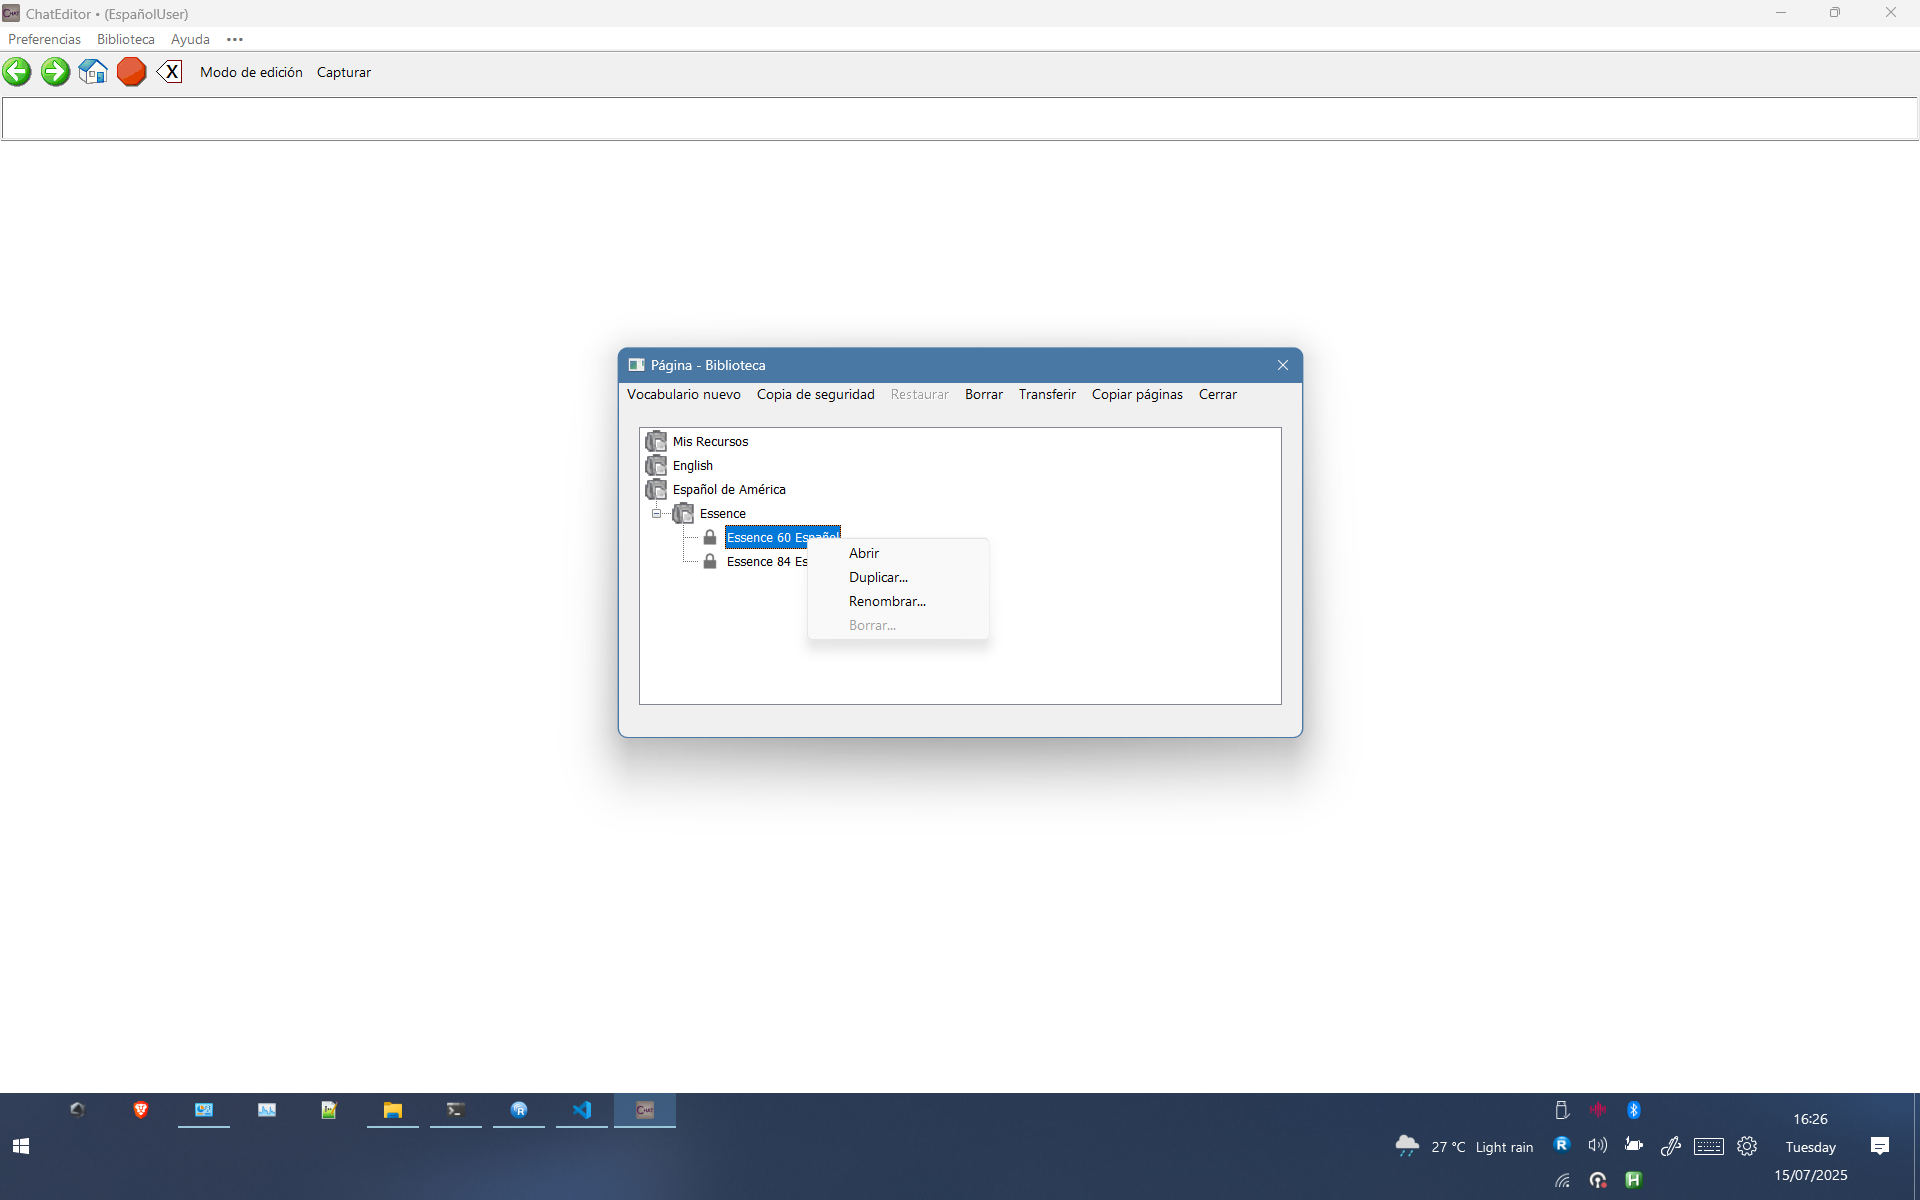 ChatEditor • (EspañolUser)
Preferencias Biblioteca Ayuda •••
X Modo de edición Capturar
Página - Biblioteca
Vocabulario nuevo Copia de seguridad Restaurar Borrar Transferir Copiar páginas Cerrar
Mis Recursos
English
Español de América
Essence
Essence 60 Español
Essence 84 Es
Abrir
Duplicar...
Renombrar...
Borrar...
16:26
27 °C Light rain
Tuesday
15/07/2025